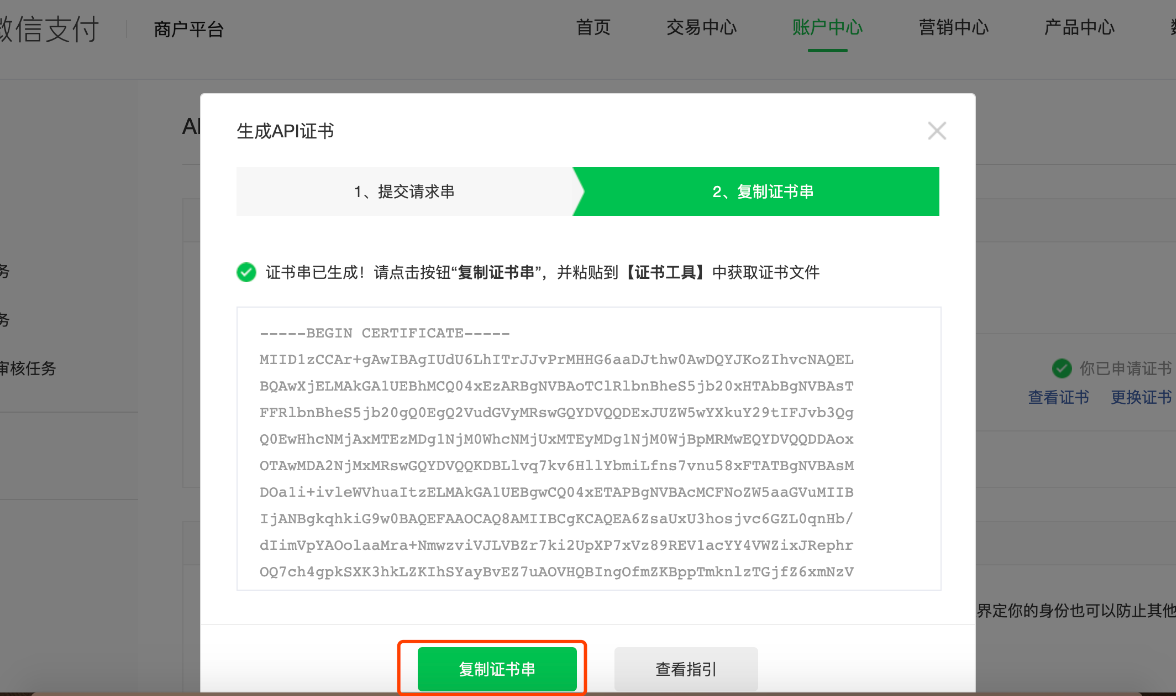 微信支付 商户平台 首页 交易中心 账户中心 营销中心 产品中心
生成API证书
1、提交请求串 2、复制证书串
证书串已生成！请点击按钮“复制证书串”，并粘贴到【证书工具】中获取证书文件
-----BEGIN CERTIFICATE-----
MIID1zCCAr+gAwIBAgIUdU6LhITrJJvPrMHHG6aaDJthw0AwDQYJKoZIhvcNAQEL
BQAwXjELMAkGA1UEBhMCQ04xEzARBgNVBAoTClRlbnBheS5jb20xHTAbBgNVBAsT
FFRlbnBheS5jb20gQ0EgQ2VudGVyMRswGQYDVQQDExJUZW5wYXkuY29tIFJvb3Qg
Q0EwHhcNMjAxMTEzMDg1NjM0WhcNMjUxMTEyMDg1NjM0WjBpMRMwEQYDVQQDDAox
OTAwMDA2NjMxMRswGQYDVQQKDBLlvq7kv6HllYbmiLfns7vnu58xFTATBgNVBAsM
DOa1i+ivleWVhuaItzELMAkGA1UEBgwCQ04xETAPBgNVBAcMCFNoZW5aaGVuMIIB
IjANBgkqhkiG9w0BAQEFAAOCAQ8AMIIBCgKCAQEA6ZsaUxU3hosjvc6GZL0qnHb/
dIimVpYAOolaaMra+NmwzviVJLVBZr7ki2UpXP7xVz89REV1acYY4VWZixJRephr
OQ7ch4gpkSXK3hkLZKIhSYayBvEZ7uAOVHQBIngOfmZKBppTmknlzTGjfZ6xmNzV
务
务
审核任务
你已申请证书
查看证书 更换证书
界定你的身份也可以防止其他
复制证书串 查看指引